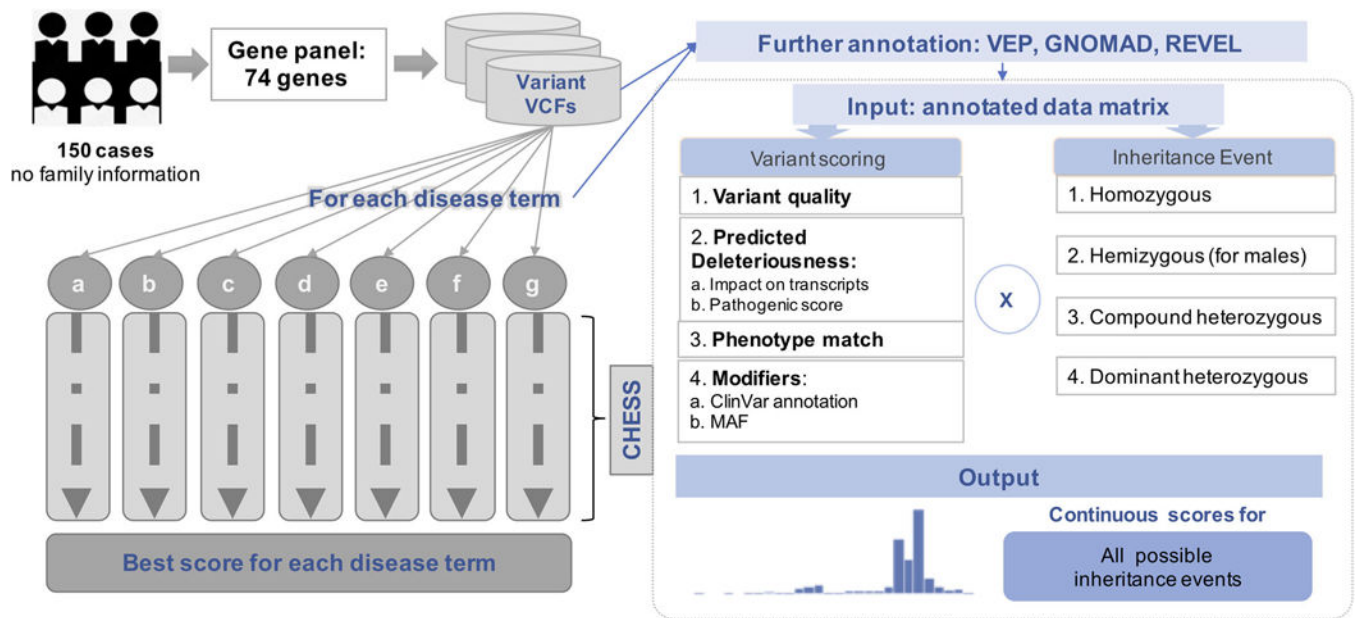 Gene panel:
74 genes
Variant
VCFs
150 cases
no family information
For each disease term
a b c d e f g
CHESS
Best score for each disease term
Further annotation: VEP, GNOMAD, REVEL
Input: annotated data matrix
Variant scoring
1. Variant quality
2. Predicted
Deleteriousness:
a. Impact on transcripts
b. Pathogenic score
3. Phenotype match
4. Modifiers:
a. ClinVar annotation
b. MAF
X
Inheritance Event
1. Homozygous
2. Hemizygous (for males)
3. Compound heterozygous
4. Dominant heterozygous
Output
Continuous scores for
All possible
inheritance events